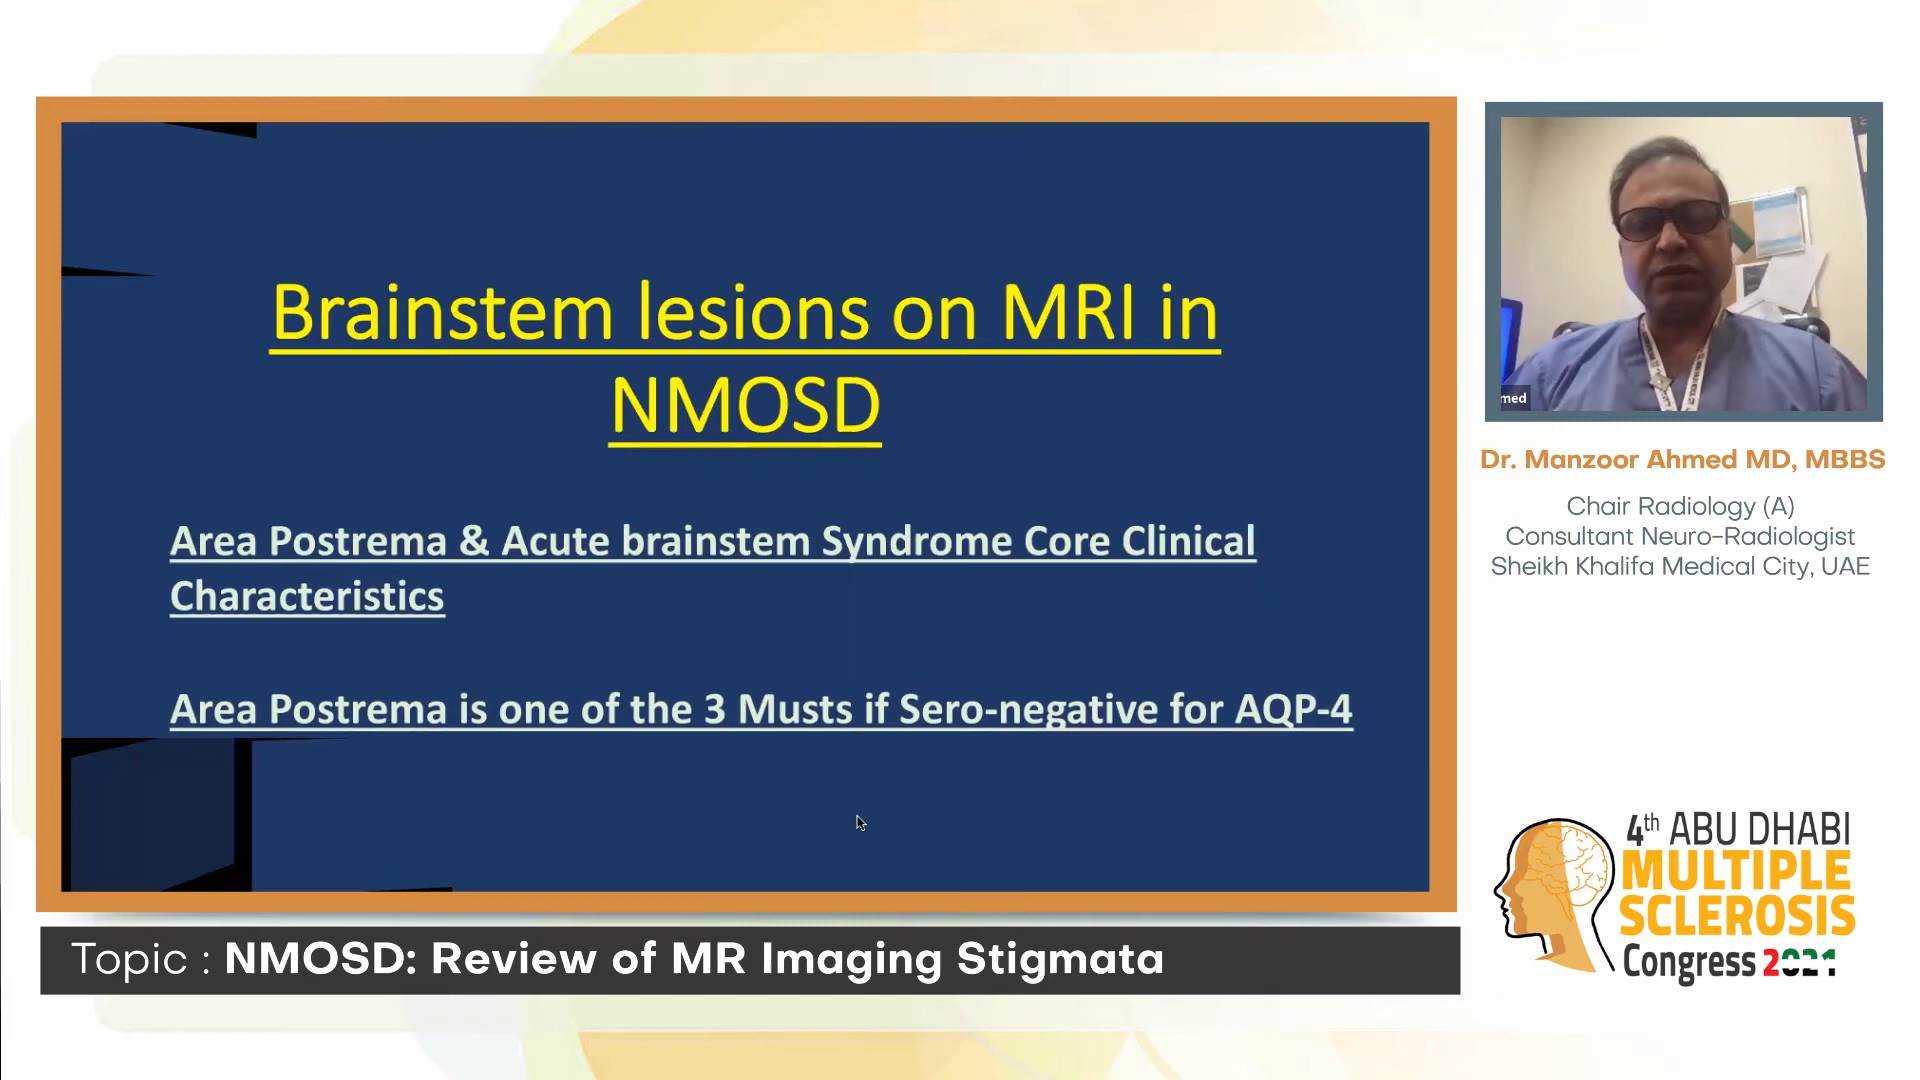 Brainstem lesions on MRI in
NMOSD
Area Postrema & Acute brainstem Syndrome Core Clinical
Characteristics
Area Postrema is one of the 3 Musts if Sero-negative for AQP-4
med
Dr. Manzoor Ahmed MD, MBBS
Chair Radiology (A)
Consultant Neuro-Radiologist
Sheikh Khalifa Medical City, UAE
4th ABU DHABI
MULTIPLE
SCLEROSIS
Congress 2021
Topic : NMOSD: Review of MR Imaging Stigmata